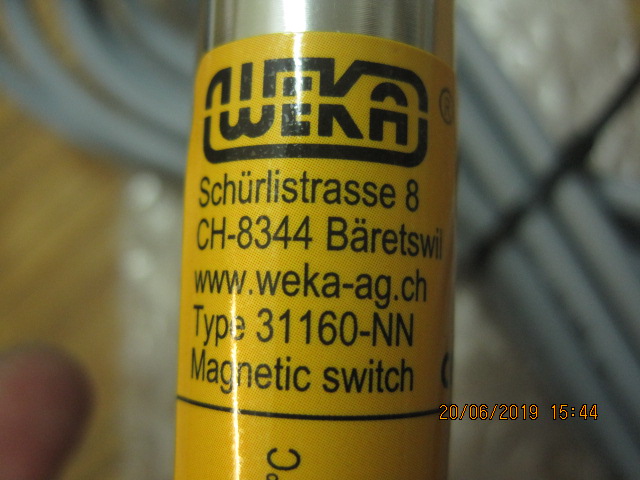 WEKA ®
Schürlistrasse 8
CH-8344 Bäretswil
www.weka-ag.ch
Type 31160-NN
Magnetic switch
°C
20/06/2019 15:44